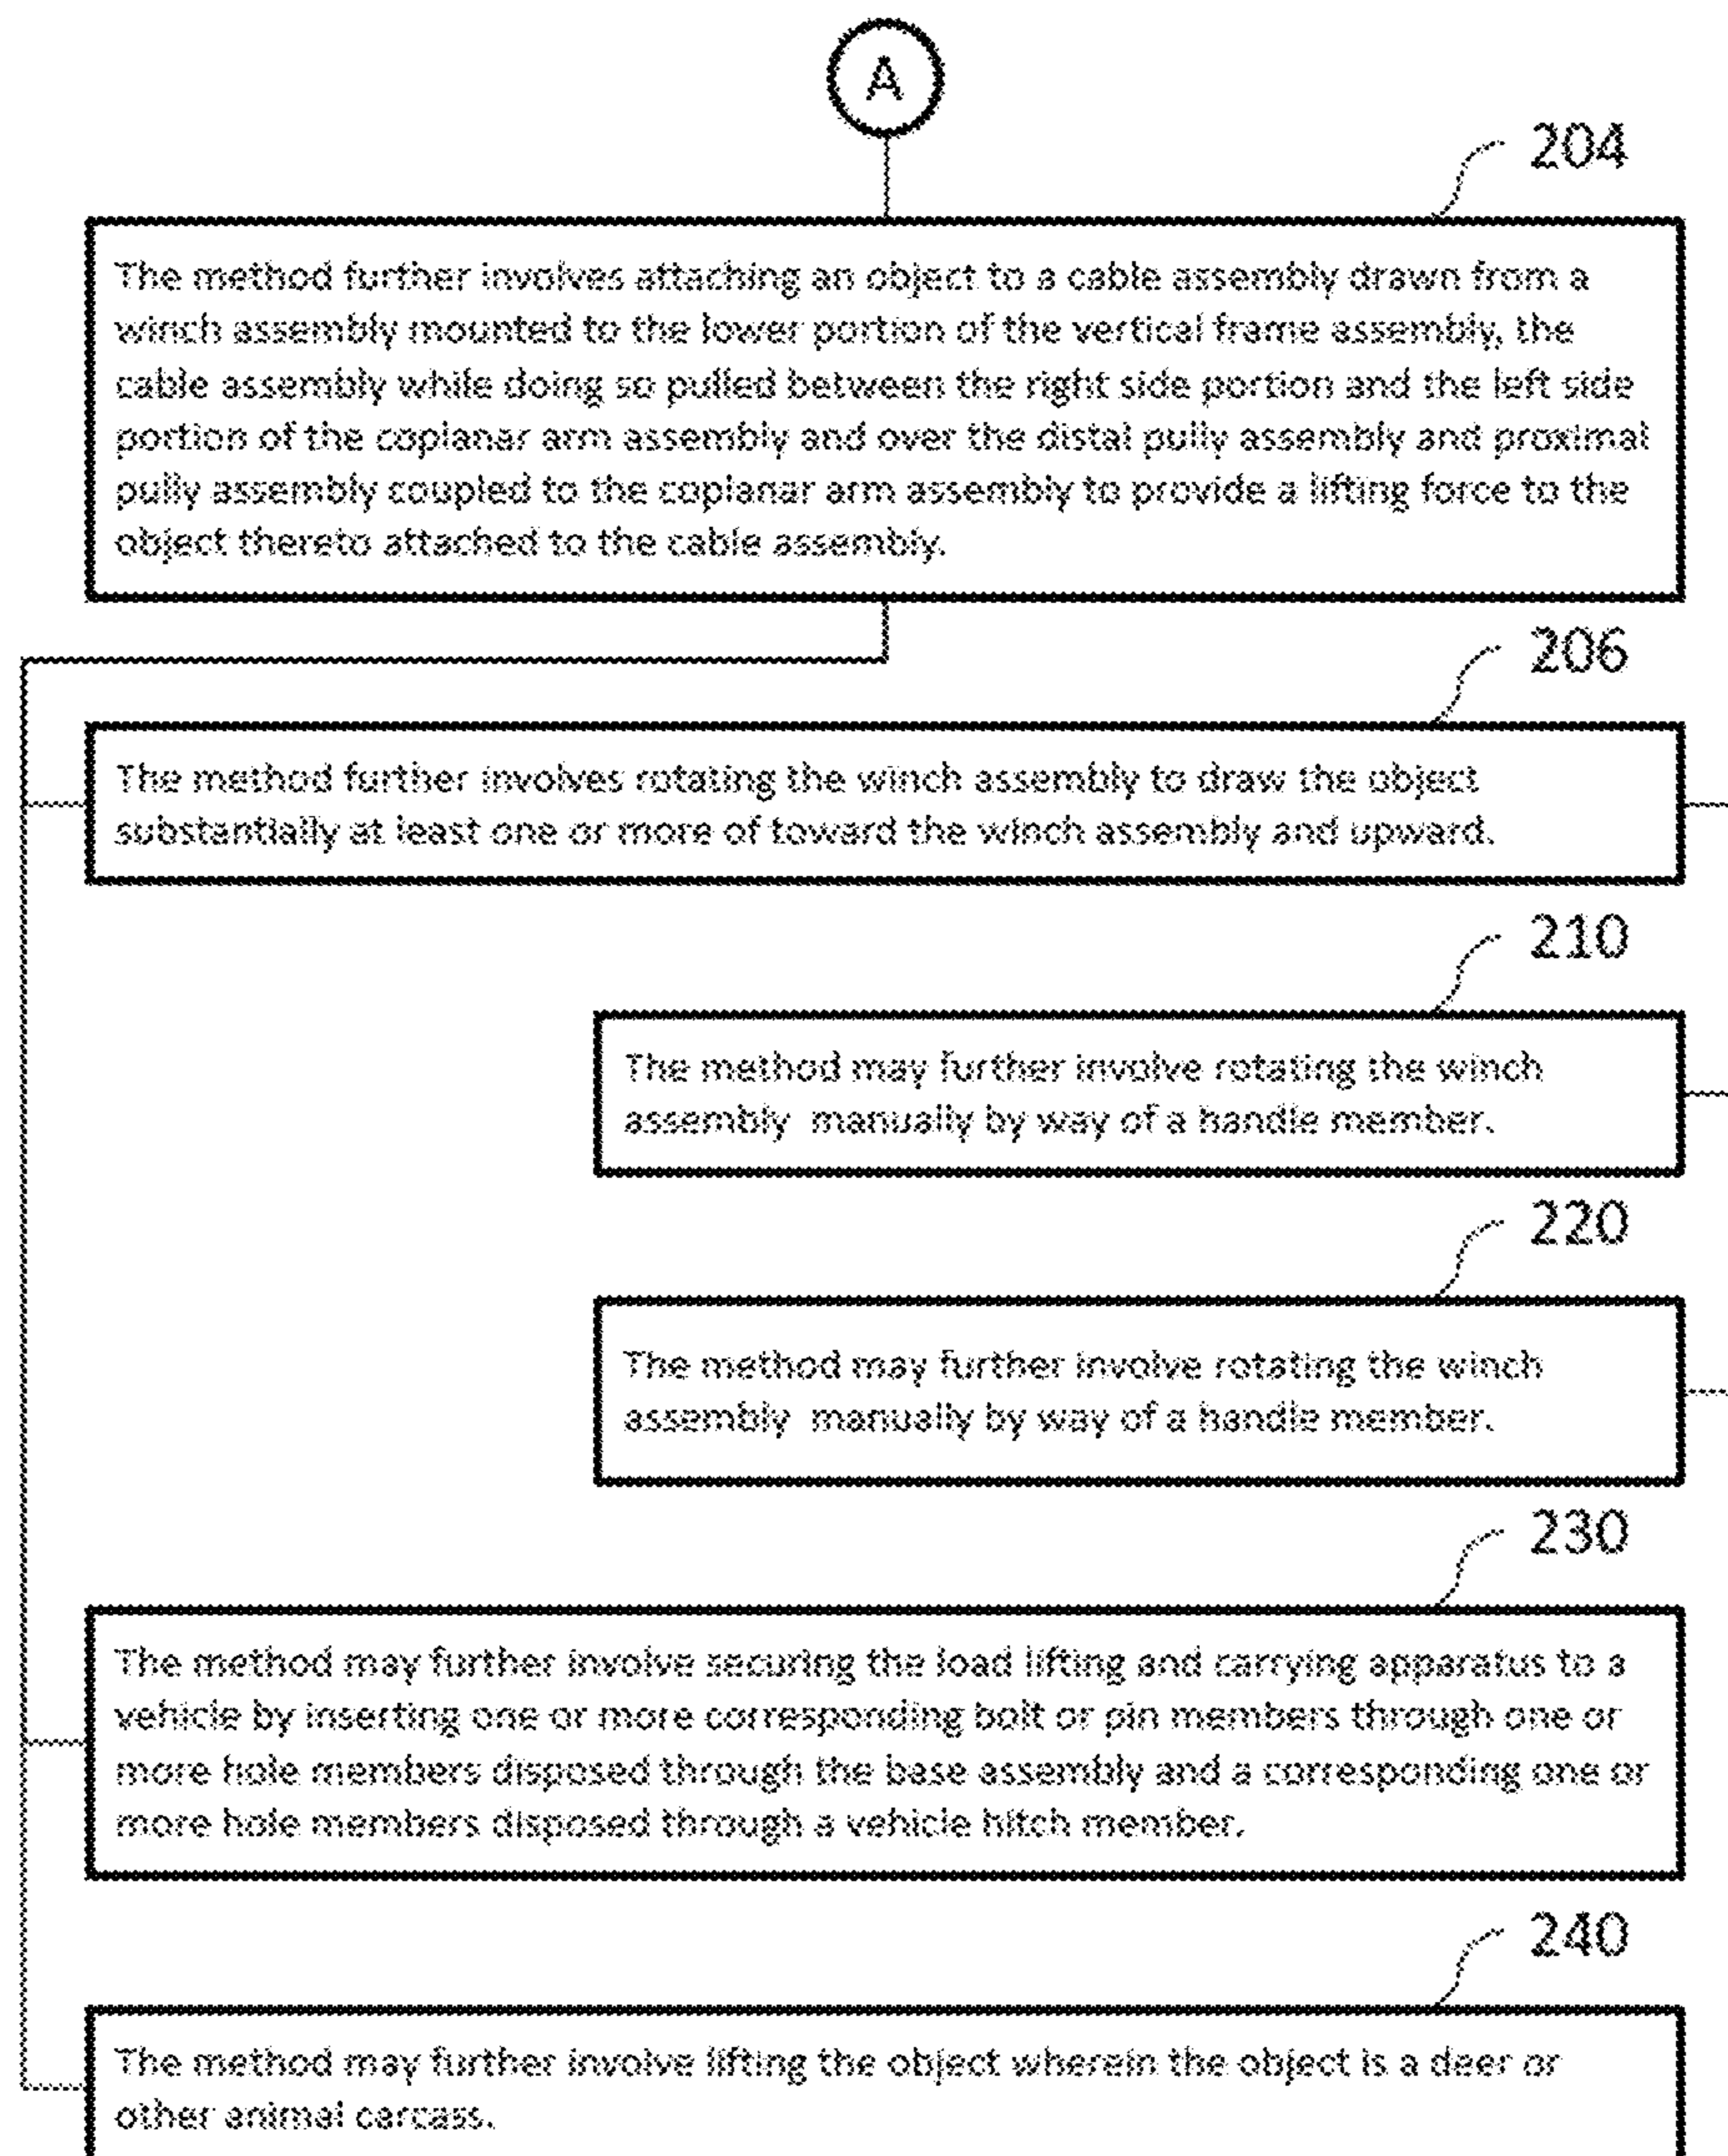 A
204
The method further involves attaching an object to a cable assembly drawn from a
winch assembly mounted to the lower portion of the vertical frame assembly, the
cable assembly while doing so pulled between the right side portion and the left side
portion of the coplanar arm assembly and over the distal pully assembly and proximal
pully assembly coupled to the coplanar arm assembly to provide a lifting force to the
object thereto attached to the cable assembly.
206
The method further involves rotating the winch assembly to draw the object
substantially at least one or more of toward the winch assembly and upward.
210
The method may further involve rotating the winch
assembly manually by way of a handle member.
220
The method may further involve rotating the winch
assembly manually by way of a handle member.
230
The method may further involve securing the load lifting and carrying apparatus to a
vehicle by inserting one or more corresponding bolt or pin members through one or
more hole members disposed through the base assembly and a corresponding one or
more hole members disposed through a vehicle hitch member.
240
The method may further involve lifting the object wherein the object is a deer or
other animal carcass.